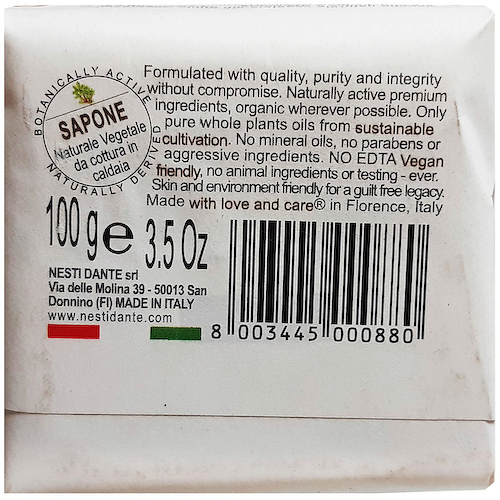 BOTANICALLY ACTIVE
SAPONE
Naturale Vegetale
da cottura in
caldaia
NATURALLY DERIVED
Formulated with quality, purity and integrity
without compromise. Naturally active premium
ingredients, organic wherever possible. Only
pure whole plants oils from sustainable
cultivation. No mineral oils, no parabens or
aggressive ingredients. NO EDTA Vegan
friendly, no animal ingredients or testing - ever.
Skin and environment friendly for a guilt free legacy.
Made with love and care® in Florence, Italy
100 g e 3.5 Oz
NESTI DANTE srl
Via delle Molina 39 - 50013 San
Donnino (FI) MADE IN ITALY
www.nestidante.com
8 003445 000880